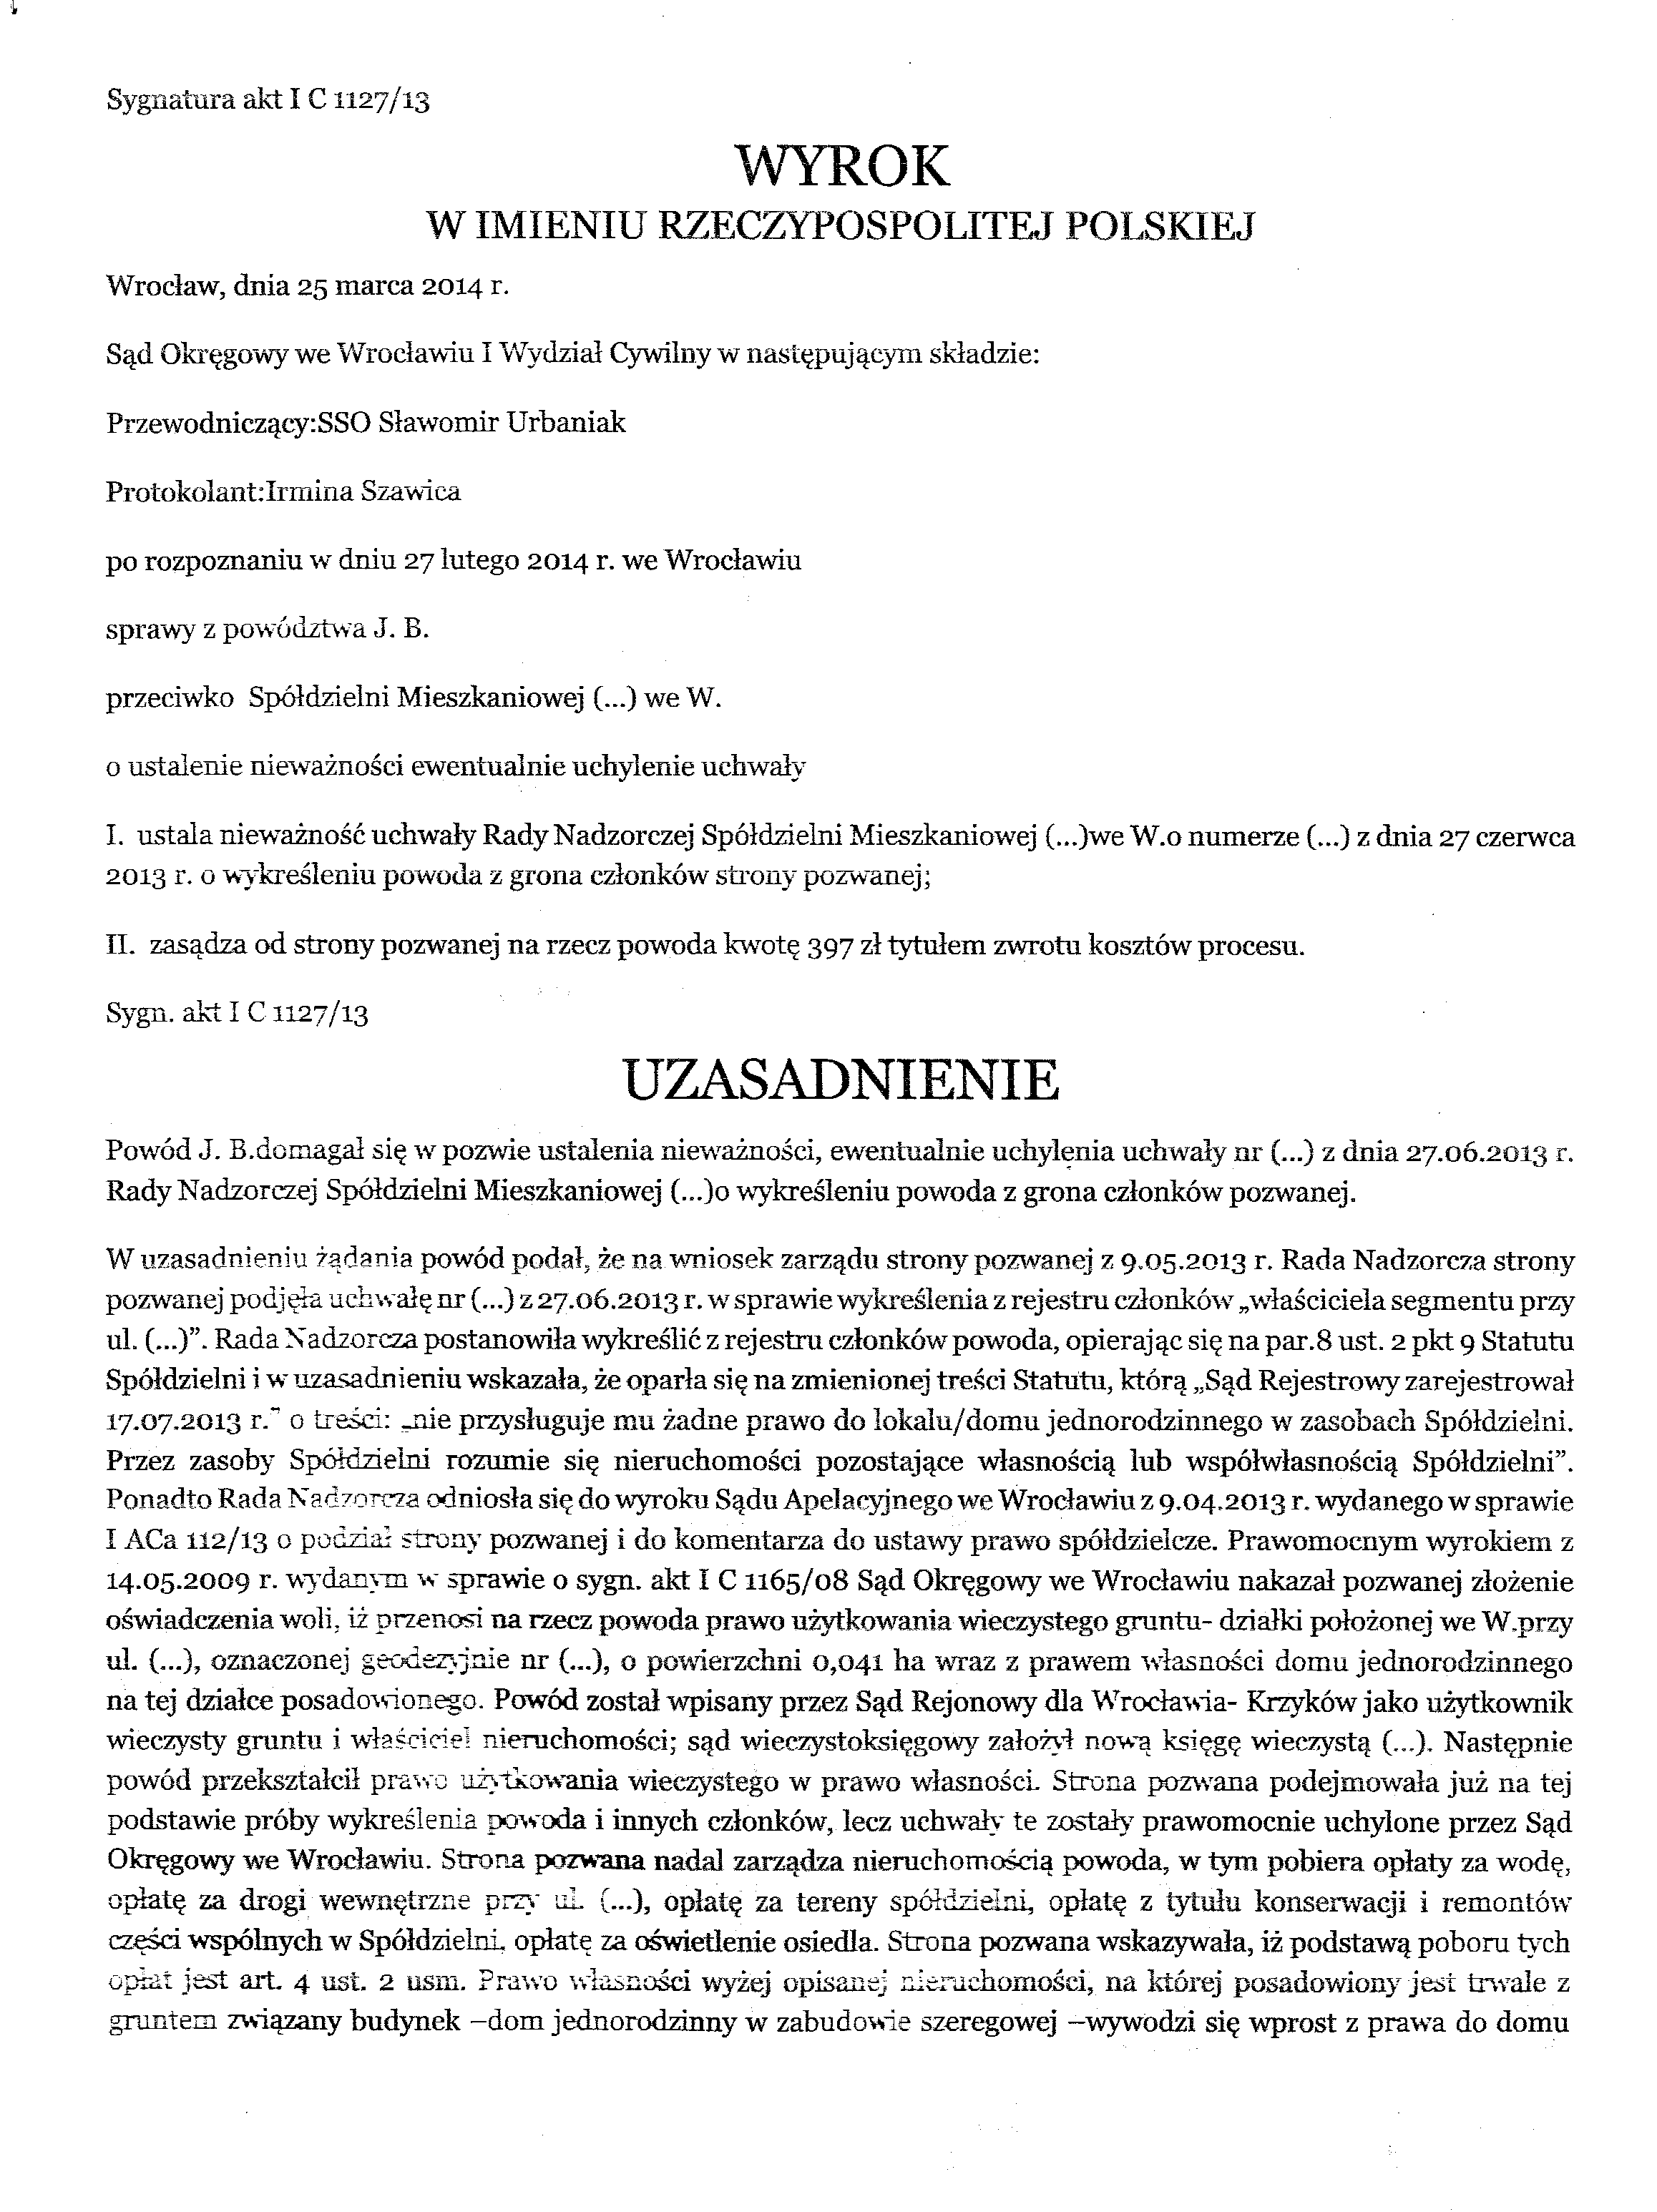 Sygnatura akt I C 1127/13
WYROK
W IMIENIU RZECZYPOSPOLITEJ POLSKIEJ
Wrocław, dnia 25 marca 2014 r.
Sąd Okręgowy we Wrocławiu I Wydział Cywilny w następującym składzie:
Przewodniczący:SSO Sławomir Urbaniak
Protokolant:Irmina Szawica
po rozpoznaniu w dniu 27 lutego 2014 r. we Wrocławiu
sprawy z powództwa J. B.
przeciwko Spółdzielni Mieszkaniowej (...) we W.
o ustalenie nieważności ewentualnie uchylenie uchwały
I. ustala nieważność uchwały Rady Nadzorczej Spółdzielni Mieszkaniowej (...)we W.o numerze (...) z dnia 27 czerwca
2013 r. o wykreśleniu powoda z grona członków strony pozwanej;
II. zasądza od strony pozwanej na rzecz powoda kwotę 397 zł tytułem zwrotu kosztów procesu.
Sygn. akt I C 1127/13
UZASADNIENIE
Powód J. B.domagał się w pozwie ustalenia nieważności, ewentualnie uchylenia uchwały nr (...) z dnia 27.06.2013 r.
Rady Nadzorczej Spółdzielni Mieszkaniowej (...)o wykreśleniu powoda z grona członków pozwanej.
W uzasadnieniu żądania powód podał, że na wniosek zarządu strony pozwanej z 9.05.2013 r. Rada Nadzorcza strony
pozwanej podjęła uchwałę nr (...) z 27.06.2013 r. w sprawie wykreślenia z rejestru członków „właściciela segmentu przy
ul. (...)”. Rada Nadzorcza postanowiła wykreślić z rejestru członków powoda, opierając się na par.8 ust. 2 pkt 9 Statutu
Spółdzielni i w uzasadnieniu wskazała, że oparła się na zmienionej treści Statutu, którą „Sąd Rejestrowy zarejestrował
17.07.2013 r.” o treści: „nie przysługuje mu żadne prawo do lokalu/domu jednorodzinnego w zasobach Spółdzielni.
Przez zasoby Spółdzielni rozumie się nieruchomości pozostające własnością lub współwłasnością Spółdzielni”.
Ponadto Rada Nadzorcza odniosła się do wyroku Sądu Apelacyjnego we Wrocławiu z 9.04.2013 r. wydanego w sprawie
I ACa 112/13 o podział strony pozwanej i do komentarza do ustawy prawo spółdzielcze. Prawomocnym wyrokiem z
14.05.2009 r. wydanym w sprawie o sygn. akt I C 1165/08 Sąd Okręgowy we Wrocławiu nakazał pozwanej złożenie
oświadczenia woli, iż przenosi na rzecz powoda prawo użytkowania wieczystego gruntu- działki położonej we W.przy
ul. (...), oznaczonej geodezyjnie nr (...), o powierzchni 0,041 ha wraz z prawem własności domu jednorodzinnego
na tej działce posadowionego. Powód został wpisany przez Sąd Rejonowy dla Wrocławia- Krzyków jako użytkownik
wieczysty gruntu i właściciel nieruchomości; sąd wieczystoksięgowy założył nową księgę wieczystą (...). Następnie
powód przekształcił prawo użytkowania wieczystego w prawo własności. Strona pozwana podejmowała już na tej
podstawie próby wykreślenia powoda i innych członków, lecz uchwały te zostały prawomocnie uchylone przez Sąd
Okręgowy we Wrocławiu. Strona pozwana nadal zarządza nieruchomością powoda, w tym pobiera opłaty za wodę,
opłatę za drogi wewnętrzne przy ul. (...), opłatę za tereny spółdzielni, opłatę z tytułu konserwacji i remontów
części wspólnych w Spółdzielni, opłatę za oświetlenie osiedla. Strona pozwana wskazywała, iż podstawą poboru tych
opłat jest art. 4 ust. 2 usm. Prawo własności wyżej opisanej nieruchomości, na której posadowiony jest trwale z
gruntem związany budynek –dom jednorodzinny w zabudowie szeregowej –wywodzi się wprost z prawa do domu